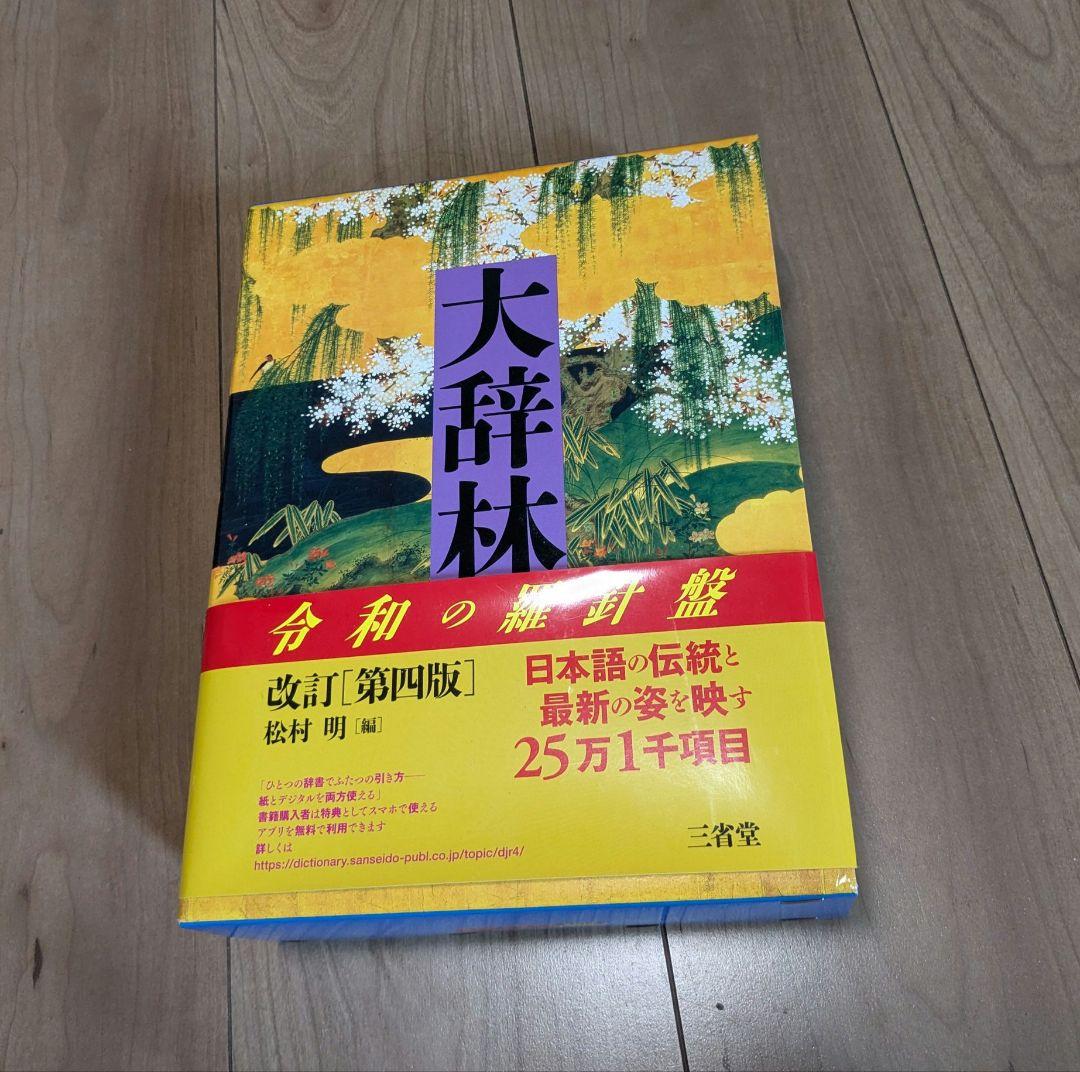 大辞林
令和の羅針盤
改訂［第四版］
松村 明［編］
日本語の伝統と
最新の姿を映す
25万1千項目
「ひとつの辞書でふたつの引き方──
紙とデジタルを両方使える」
書籍購入者は特典としてスマホで使える
アプリを無料で利用できます
詳しくは
https://dictionary.sanseido-publ.co.jp/topic/djr4/
三省堂